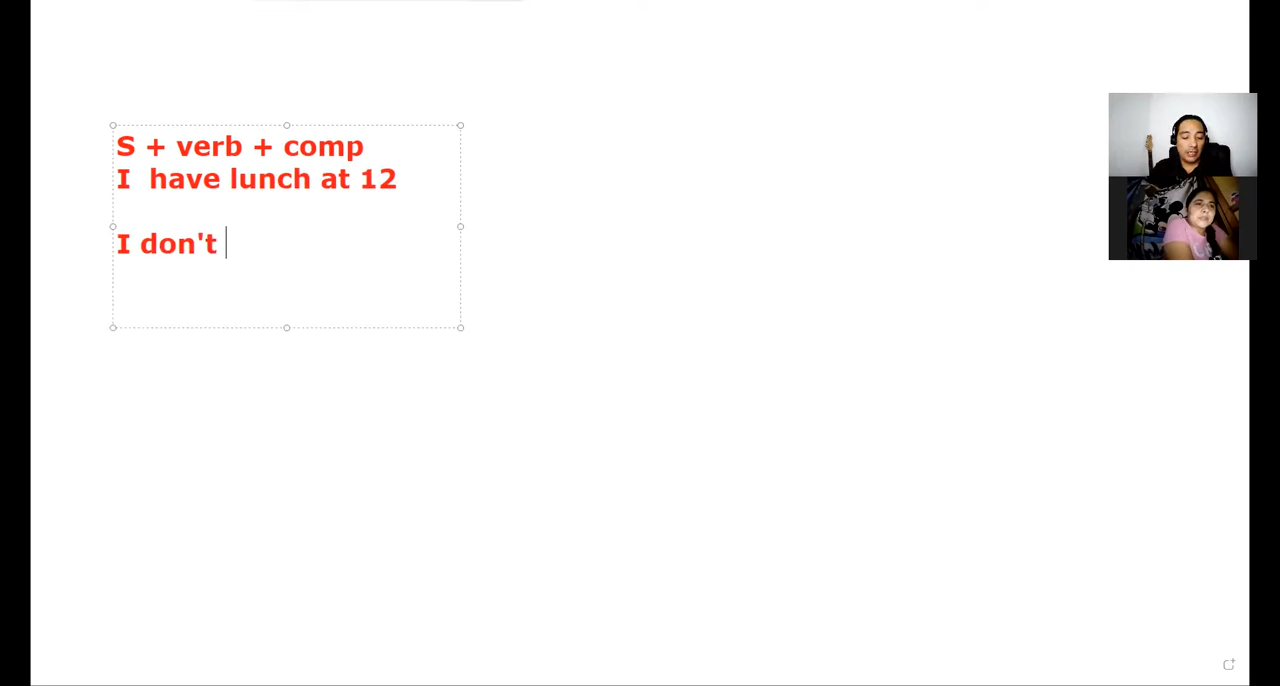 S + verb + comp
I  have lunch at 12
I don't